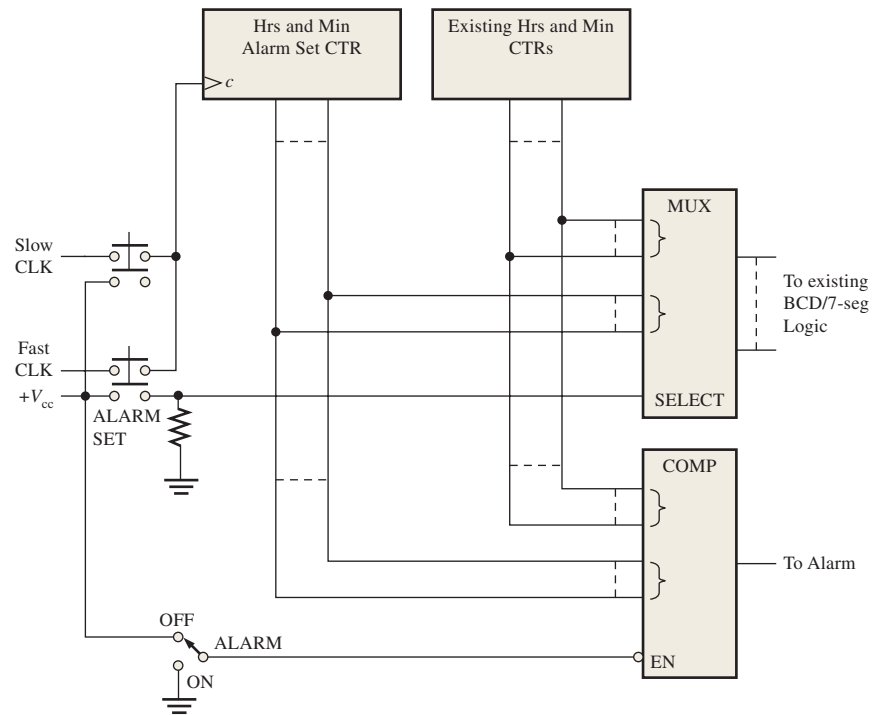 Hrs and Min
Alarm Set CTR
Existing Hrs and Min
CTRs
c
MUX
Slow
CLK
To existing
BCD/7-seg
Logic
Fast
CLK
+Vcc
SELECT
ALARM
SET
COMP
To Alarm
OFF
ALARM
EN
ON